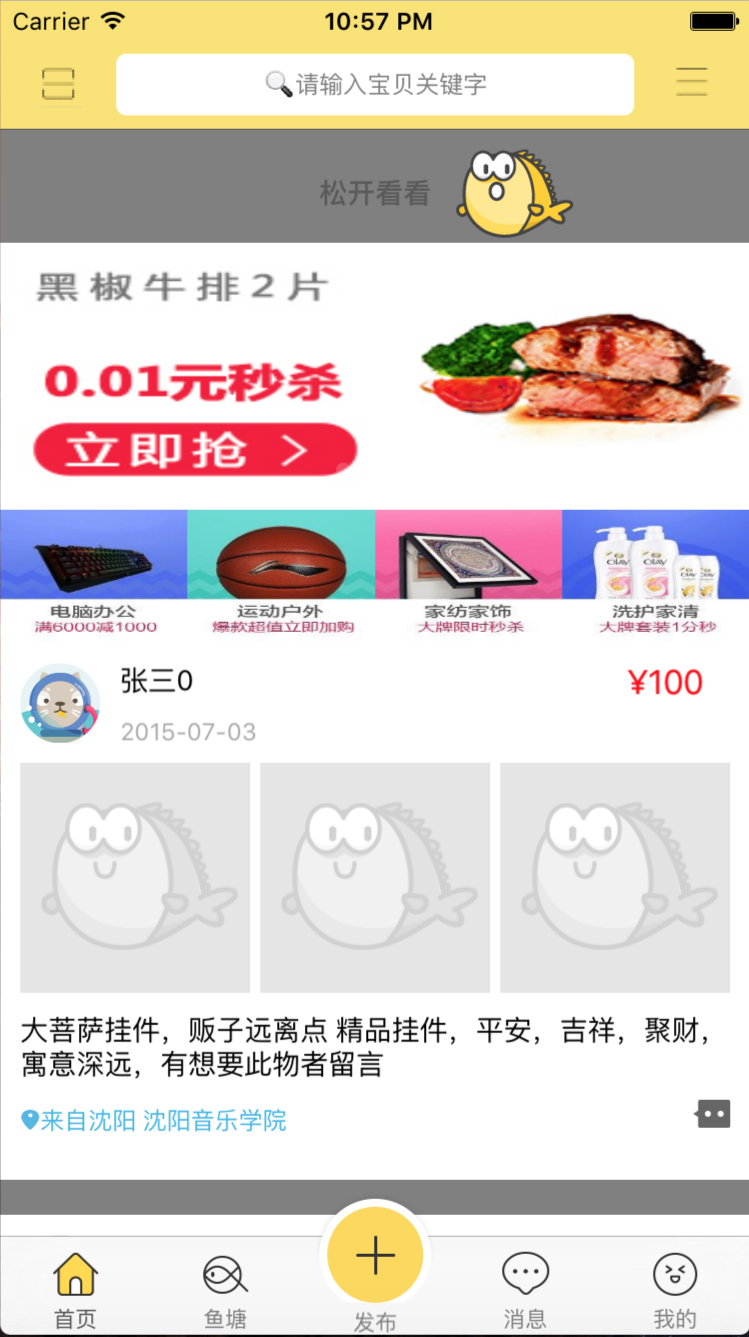 Carrier 10:57 PM
请输入宝贝关键字
松开看看
黑椒牛排2片
0.01元秒杀
立即抢 >
电脑办公 运动户外 家纺家饰 洗护家清
满6000减1000 爆款超值立即加购 大牌限时秒杀 大牌套装1分秒
OLAY OLAY OLAY OLAY
张三0 ¥100
2015-07-03
大菩萨挂件，贩子远离点 精品挂件，平安，吉祥，聚财，
寓意深远，有想要此物者留言
来自沈阳 沈阳音乐学院
首页 鱼塘 发布 消息 我的